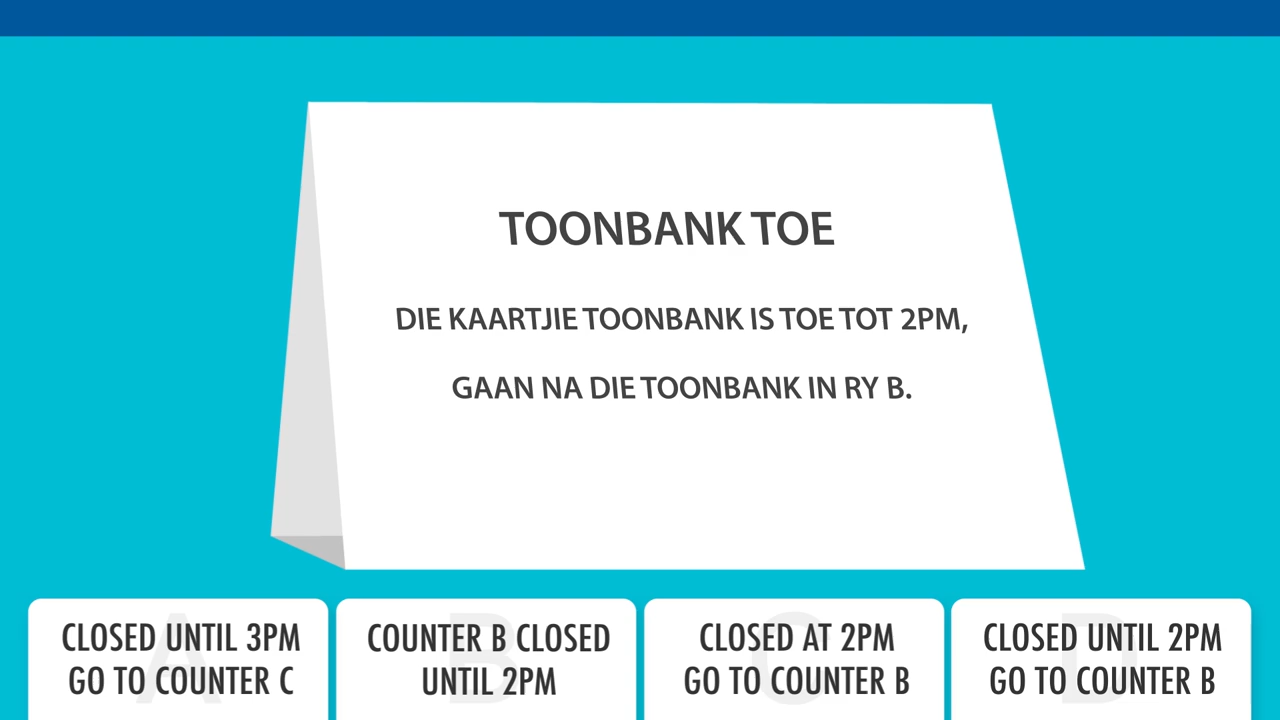 TOONBANK TOE
DIE KAARTJIE TOONBANK IS TOE TOT 2PM,
GAAN NA DIE TOONBANK IN RY B.
A
CLOSED UNTIL 3PM
GO TO COUNTER C
B
COUNTER B CLOSED
UNTIL 2PM
C
CLOSED AT 2PM
GO TO COUNTER B
D
CLOSED UNTIL 2PM
GO TO COUNTER B